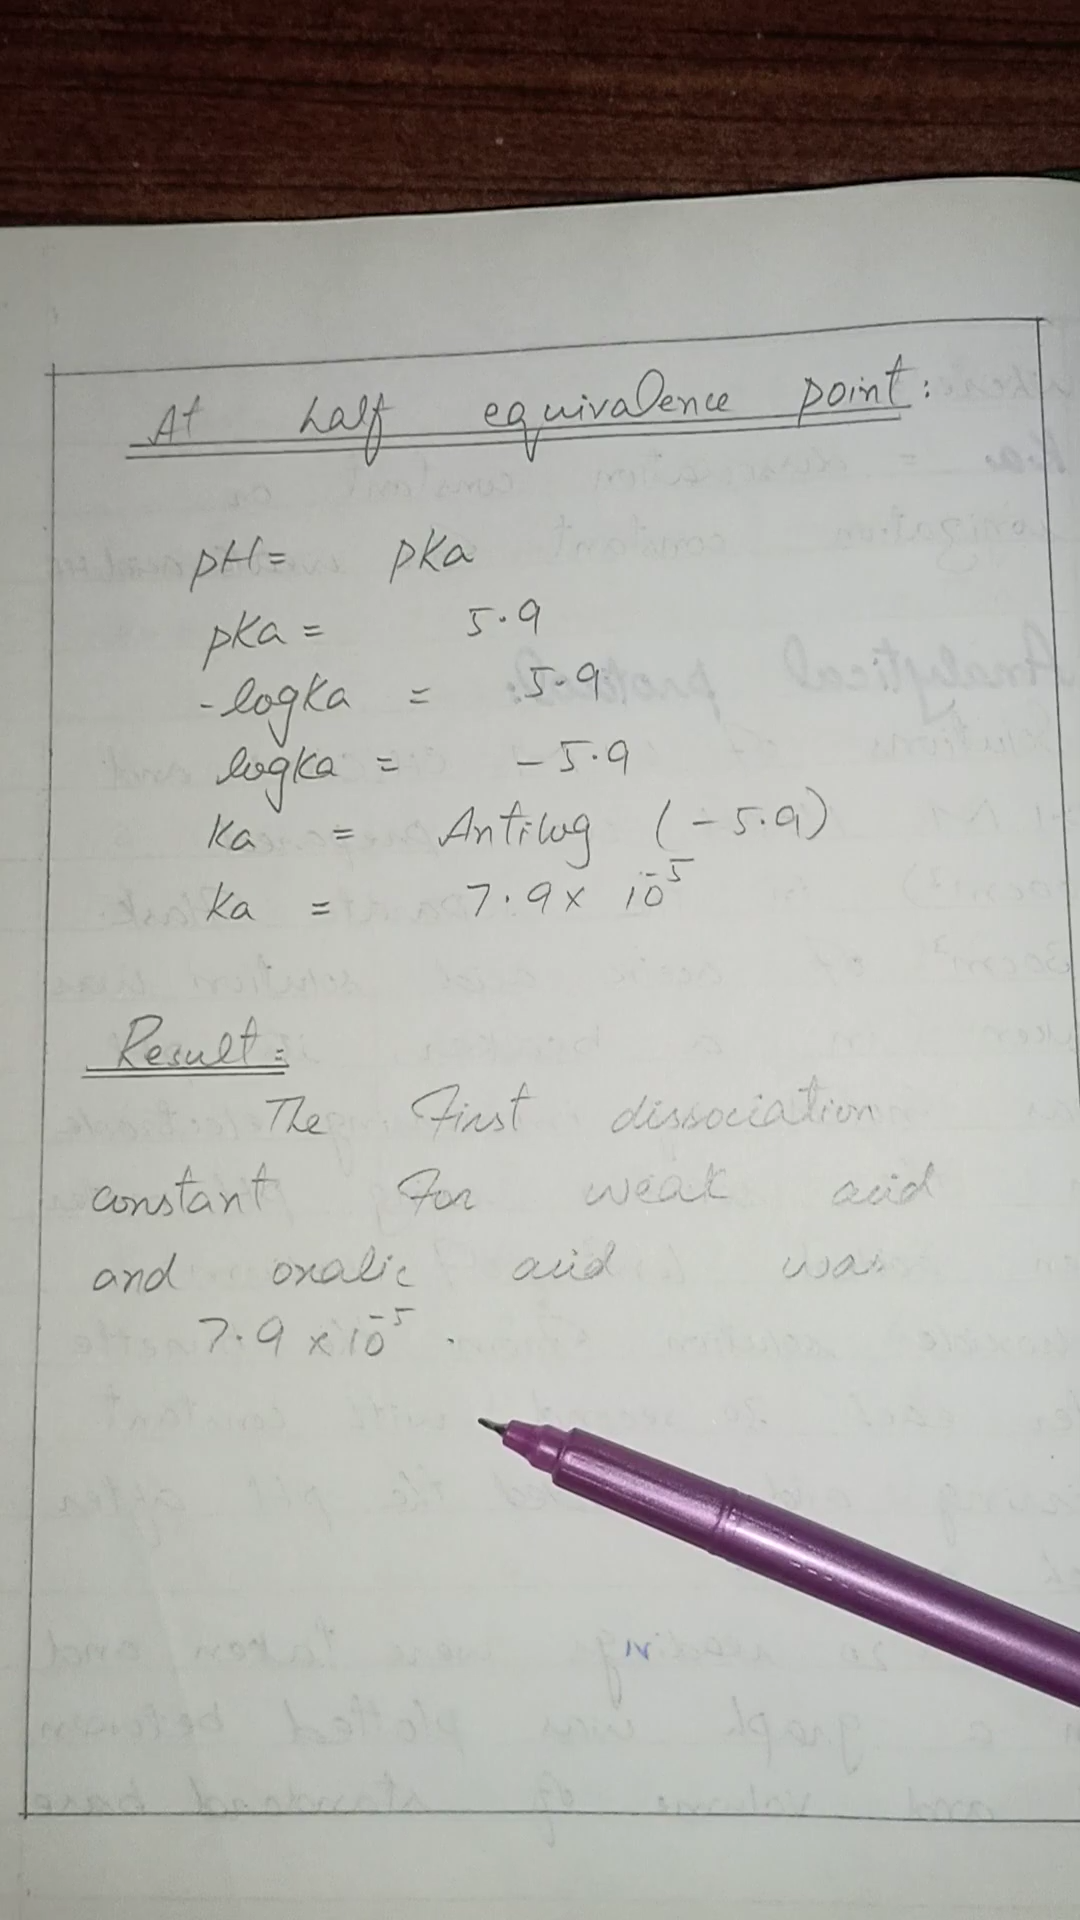 At half equivalence point:
pH= pKa
pKa = 5.9
-logKa = 5.9
logKa = -5.9
Ka = Antilog (-5.9)
Ka = 7.9 x 10⁻⁵
Result:
The First dissociation
constant For weak acid
and oxalic acid was
7.9 x 10⁻⁵ .